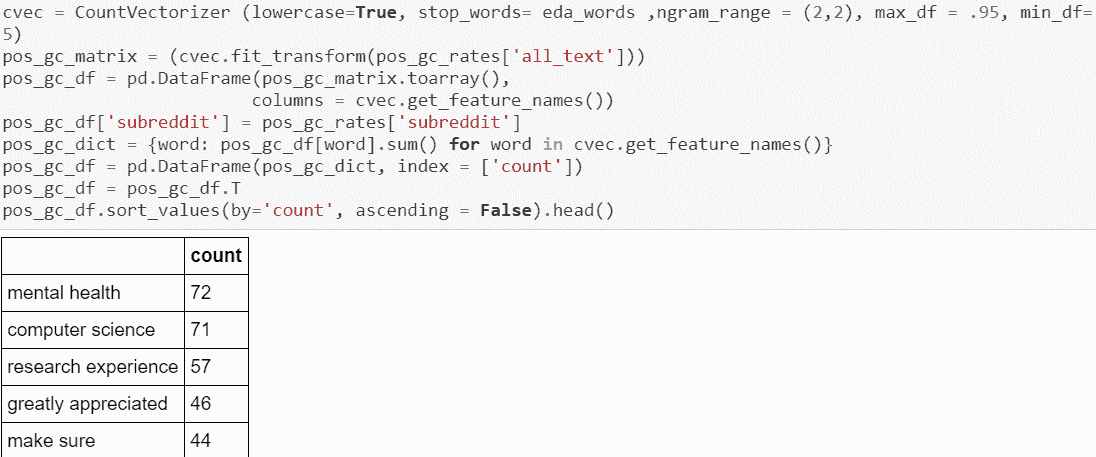 cvec = CountVectorizer (lowercase=True, stop_words= eda_words ,ngram_range = (2,2), max_df = .95, min_df=
5)
pos_gc_matrix = (cvec.fit_transform(pos_gc_rates['all_text']))
pos_gc_df = pd.DataFrame(pos_gc_matrix.toarray(),
                       columns = cvec.get_feature_names())
pos_gc_df['subreddit'] = pos_gc_rates['subreddit']
pos_gc_dict = {word: pos_gc_df[word].sum() for word in cvec.get_feature_names()}
pos_gc_df = pd.DataFrame(pos_gc_dict, index = ['count'])
pos_gc_df = pos_gc_df.T
pos_gc_df.sort_values(by='count', ascending = False).head()
count
mental health 72
computer science 71
research experience 57
greatly appreciated 46
make sure 44